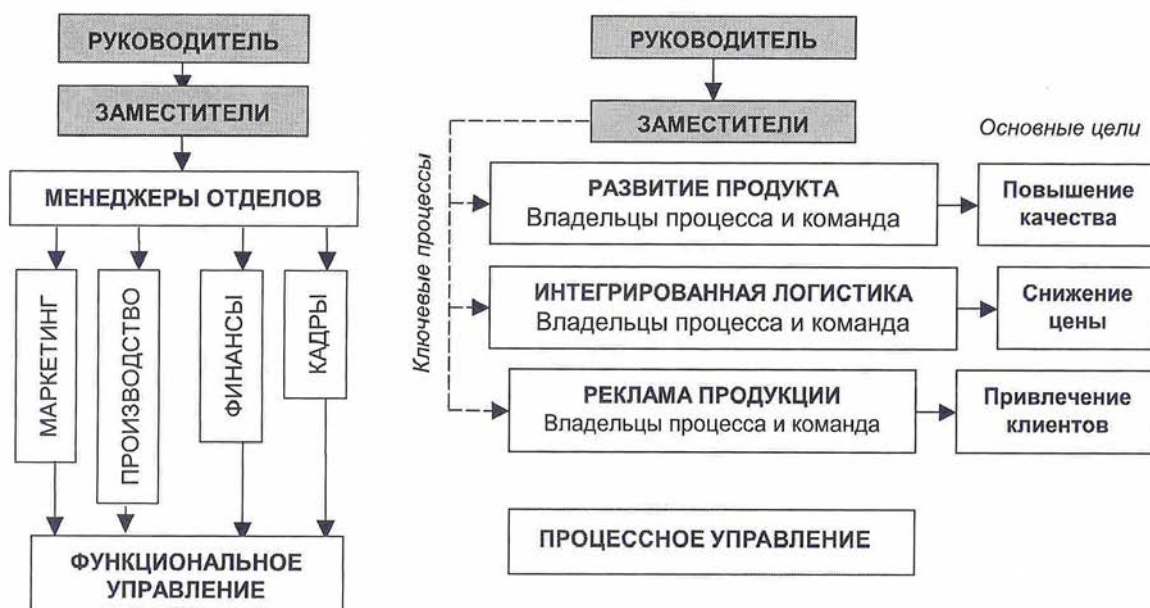 РУКОВОДИТЕЛЬ
ЗАМЕСТИТЕЛИ
МЕНЕДЖЕРЫ ОТДЕЛОВ
МАРКЕТИНГ
ПРОИЗВОДСТВО
ФИНАНСЫ
КАДРЫ
ФУНКЦИОНАЛЬНОЕ
УПРАВЛЕНИЕ
РУКОВОДИТЕЛЬ
ЗАМЕСТИТЕЛИ
Основные цели
Ключевые процессы
РАЗВИТИЕ ПРОДУКТА
Владельцы процесса и команда
Повышение
качества
ИНТЕГРИРОВАННАЯ ЛОГИСТИКА
Владельцы процесса и команда
Снижение
цены
РЕКЛАМА ПРОДУКЦИИ
Владельцы процесса и команда
Привлечение
клиентов
ПРОЦЕССНОЕ УПРАВЛЕНИЕ